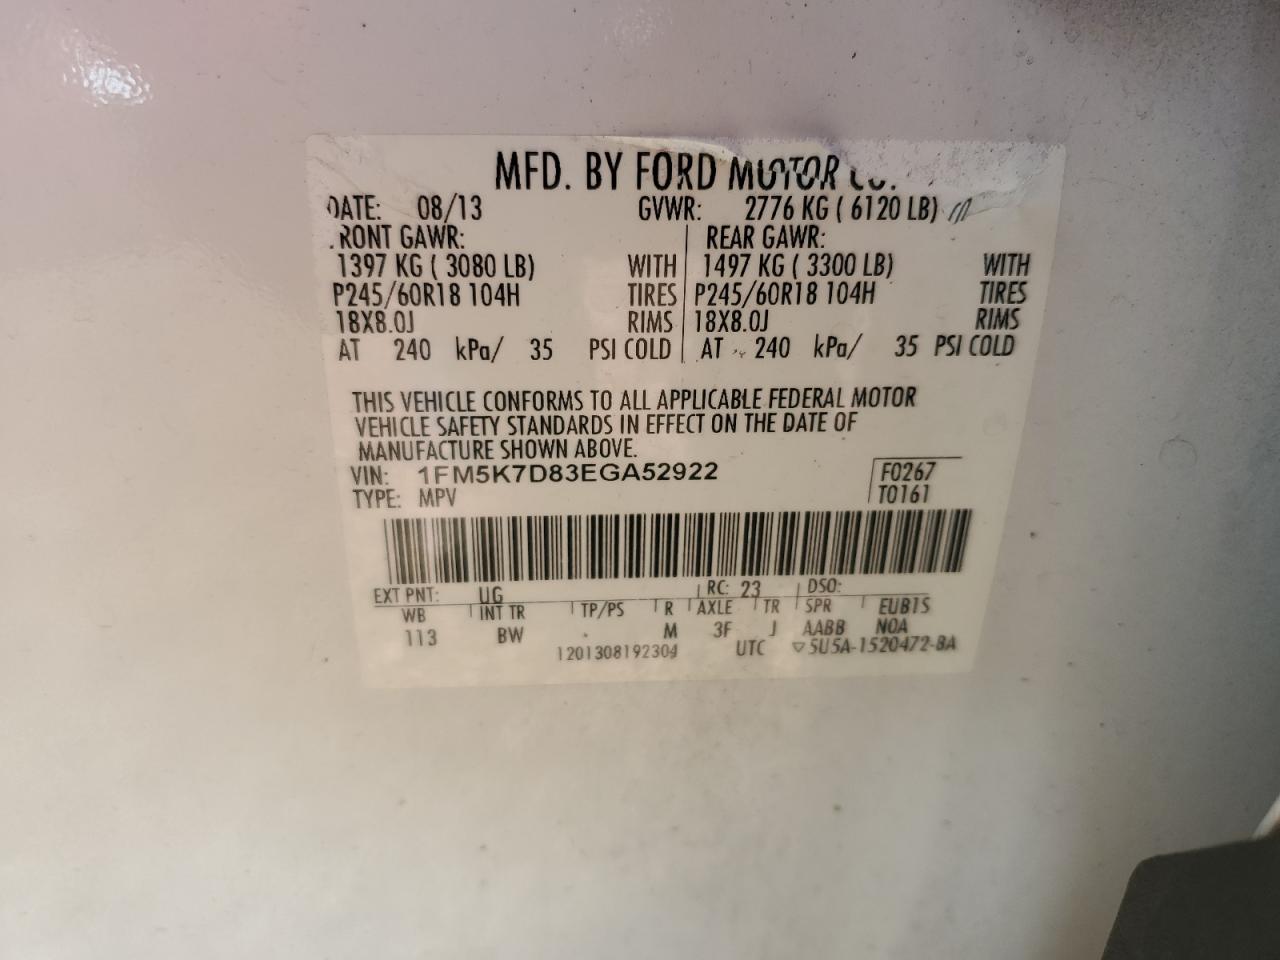 MFD. BY FORD MOTOR CO.
DATE: 08/13 GVWR: 2776 KG ( 6120 LB)
FRONT GAWR: REAR GAWR:
1397 KG ( 3080 LB) WITH 1497 KG ( 3300 LB) WITH
P245/60R18 104H TIRES P245/60R18 104H TIRES
18X8.0J RIMS 18X8.0J RIMS
AT 240 kPa/ 35 PSI COLD AT 240 kPa/ 35 PSI COLD
THIS VEHICLE CONFORMS TO ALL APPLICABLE FEDERAL MOTOR
VEHICLE SAFETY STANDARDS IN EFFECT ON THE DATE OF
MANUFACTURE SHOWN ABOVE.
VIN: 1FM5K7D83EGA52922 F0267
TYPE: MPV T0161
EXT PNT: UG RC: 23 DSO:
WB INT TR TP/PS R AXLE TR SPR EUB1S
113 BW M 3F J AABB NOA
1201308192304 UTC ▽5U5A-1520472-BA